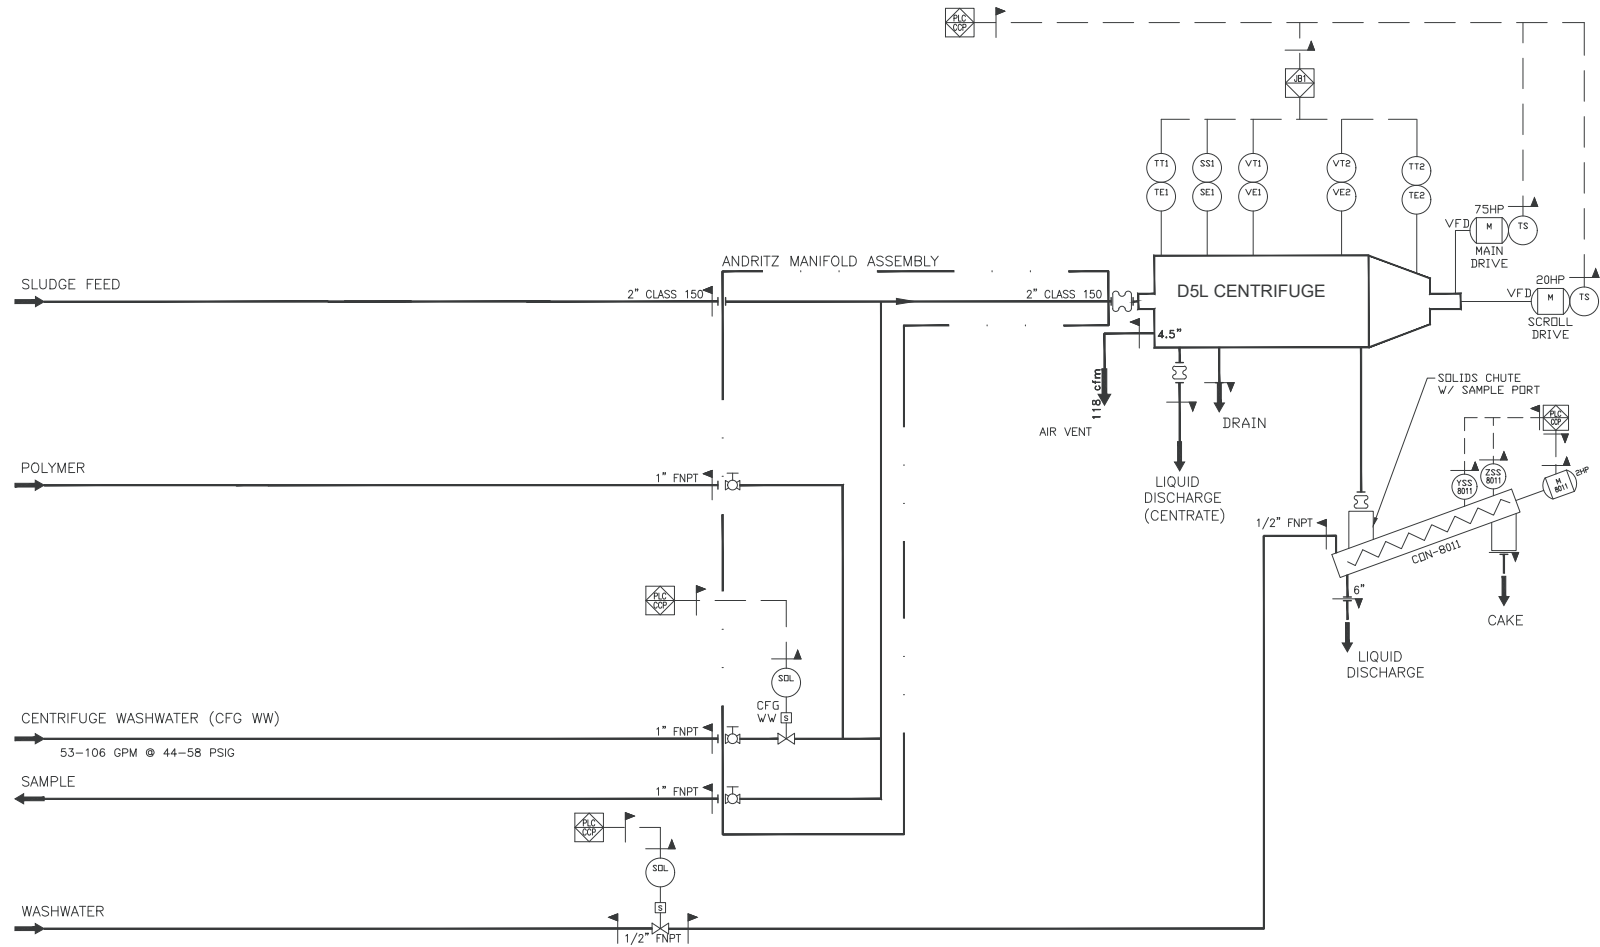 PLC
CCP
JB1
TT1
SS1
VT1
VT2
TT2
TE1
SE1
VE1
VE2
TE2
75HP
VFD
M
TS
MAIN
DRIVE
ANDRITZ MANIFOLD ASSEMBLY
SLUDGE FEED
2" CLASS 150
2" CLASS 150
D5L CENTRIFUGE
20HP
VFD
M
TS
SCROLL
DRIVE
4.5"
118 cfm
AIR VENT
DRAIN
SOLIDS CHUTE
W/ SAMPLE PORT
PLC
CCP
POLYMER
1" FNPT
LIQUID
DISCHARGE
(CENTRATE)
YSS
8011
ZSS
8011
M
8011
2HP
1/2" FNPT
CON-8011
6"
CAKE
LIQUID
DISCHARGE
PLC
CCP
SOL
CFG
WW
S
CENTRIFUGE WASHWATER (CFG WW)
1" FNPT
53-106 GPM @ 44-58 PSIG
SAMPLE
1" FNPT
PLC
CCP
SOL
S
WASHWATER
1/2" FNPT